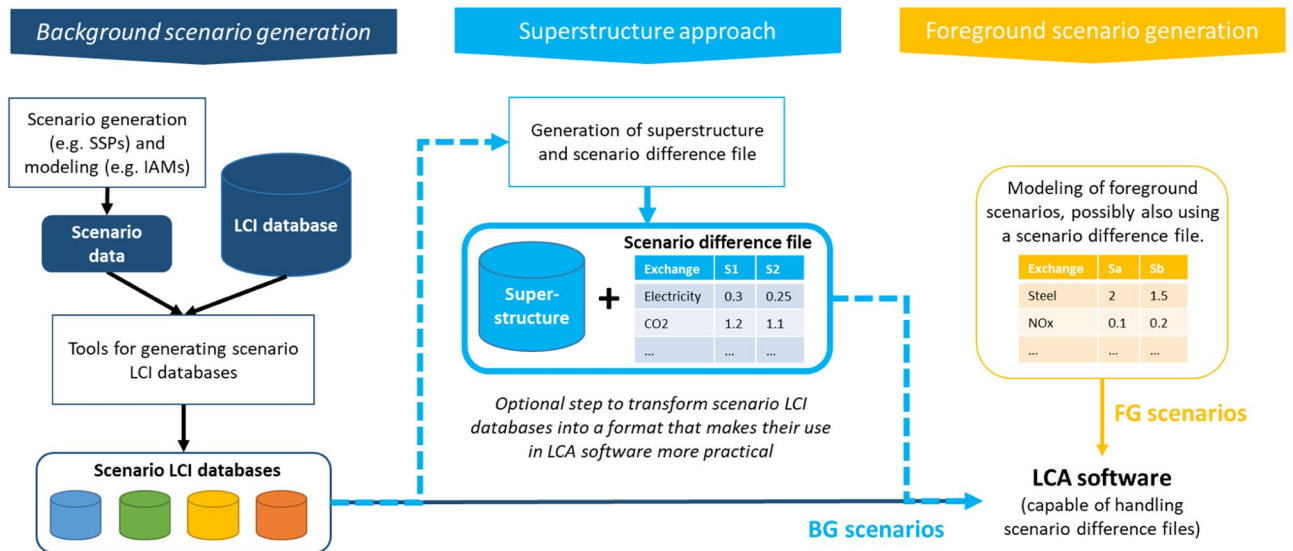 Background scenario generation
Superstructure approach
Foreground scenario generation
Scenario generation
(e.g. SSPs) and
modeling (e.g. IAMs)
Scenario
data
LCI database
Tools for generating scenario
LCI databases
Scenario LCI databases
Generation of superstructure
and scenario difference file
Super-
structure
+
Scenario difference file
Exchange S1 S2
Electricity 0.3 0.25
CO2 1.2 1.1
... ... ...
Optional step to transform scenario LCI
databases into a format that makes their use
in LCA software more practical
BG scenarios
Modeling of foreground
scenarios, possibly also using
a scenario difference file.
Exchange Sa Sb
Steel 2 1.5
NOx 0.1 0.2
... ... ...
FG scenarios
LCA software
(capable of handling
scenario difference files)